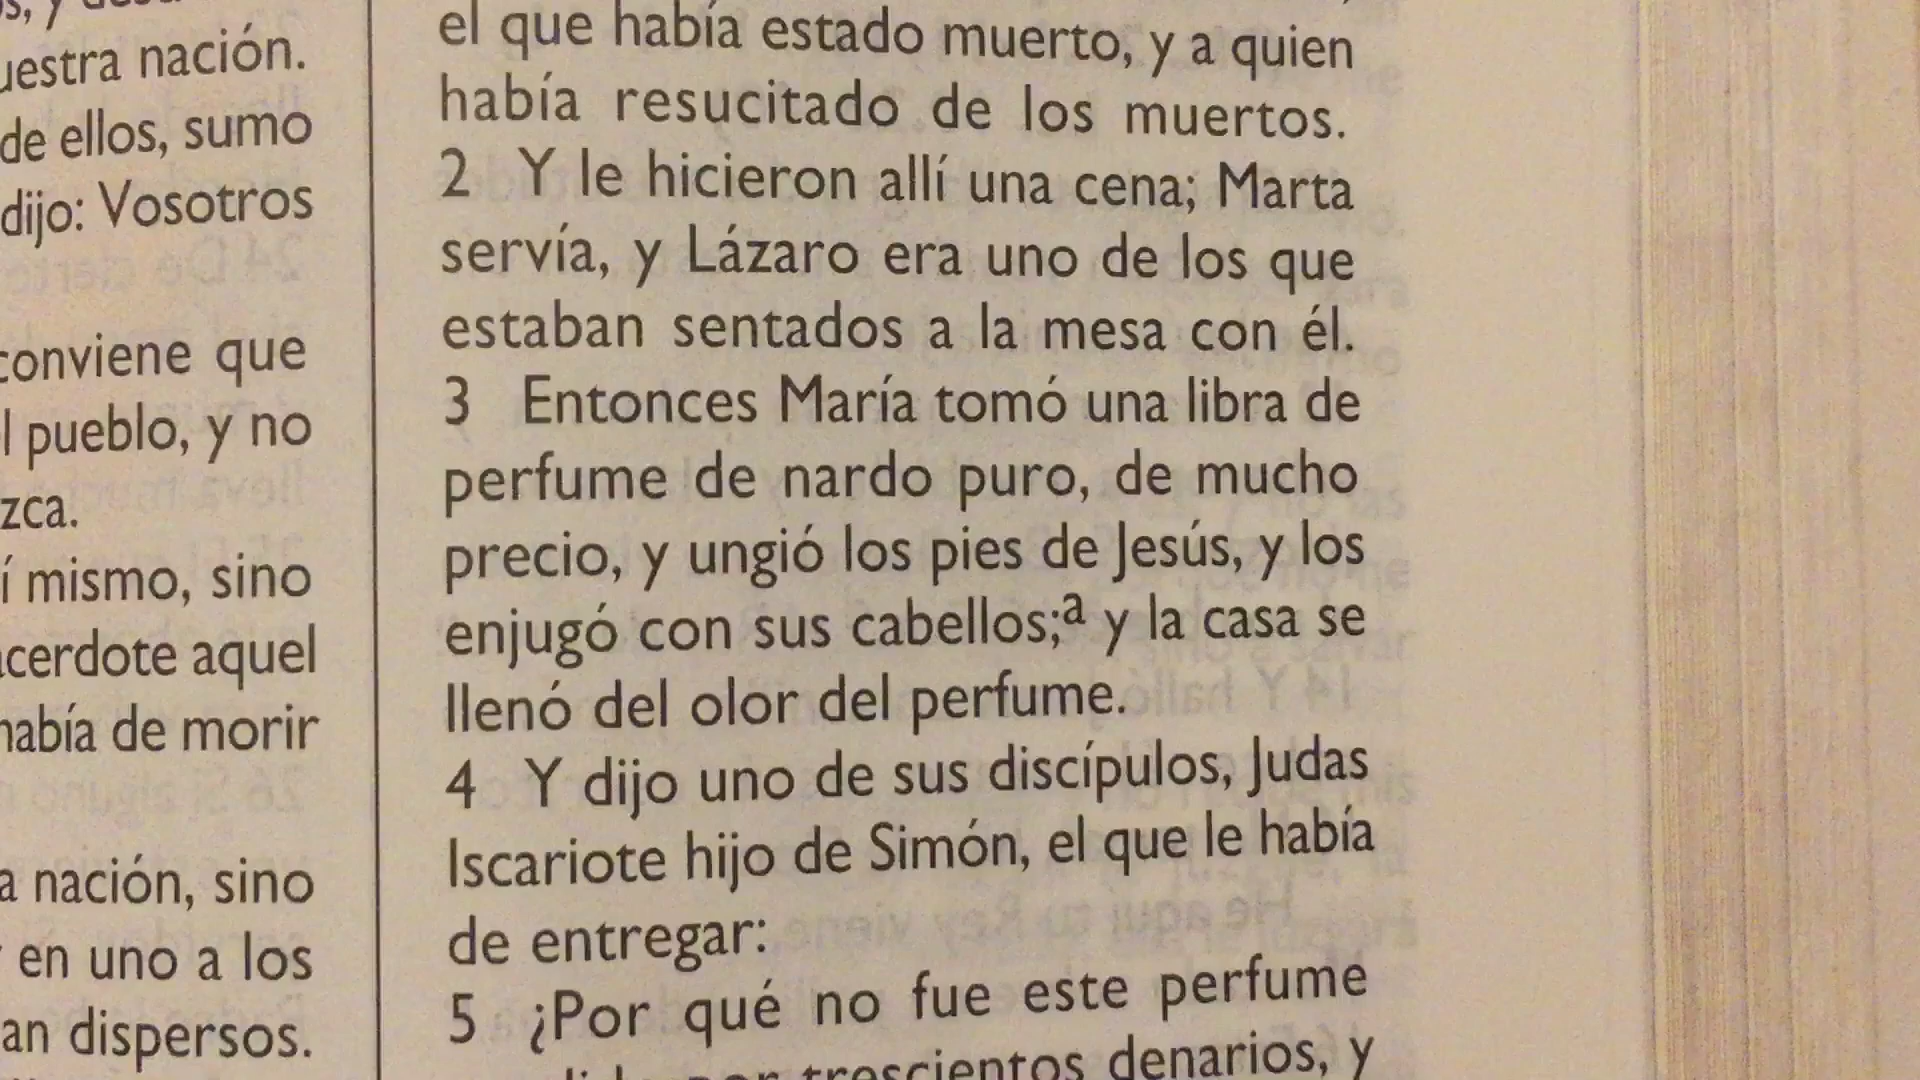 uestra nación.
de ellos, sumo
dijo: Vosotros
conviene que
l pueblo, y no
zca.
í mismo, sino
acerdote aquel
había de morir
a nación, sino
en uno a los
an dispersos.
el que había estado muerto, y a quien
había resucitado de los muertos.
2 Y le hicieron allí una cena; Marta
servía, y Lázaro era uno de los que
estaban sentados a la mesa con él.
3 Entonces María tomó una libra de
perfume de nardo puro, de mucho
precio, y ungió los pies de Jesús, y los
enjugó con sus cabellos;ª y la casa se
llenó del olor del perfume.
4 Y dijo uno de sus discípulos, Judas
Iscariote hijo de Simón, el que le había
de entregar:
5 ¿Por qué no fue este perfume
por trescientos denarios, y